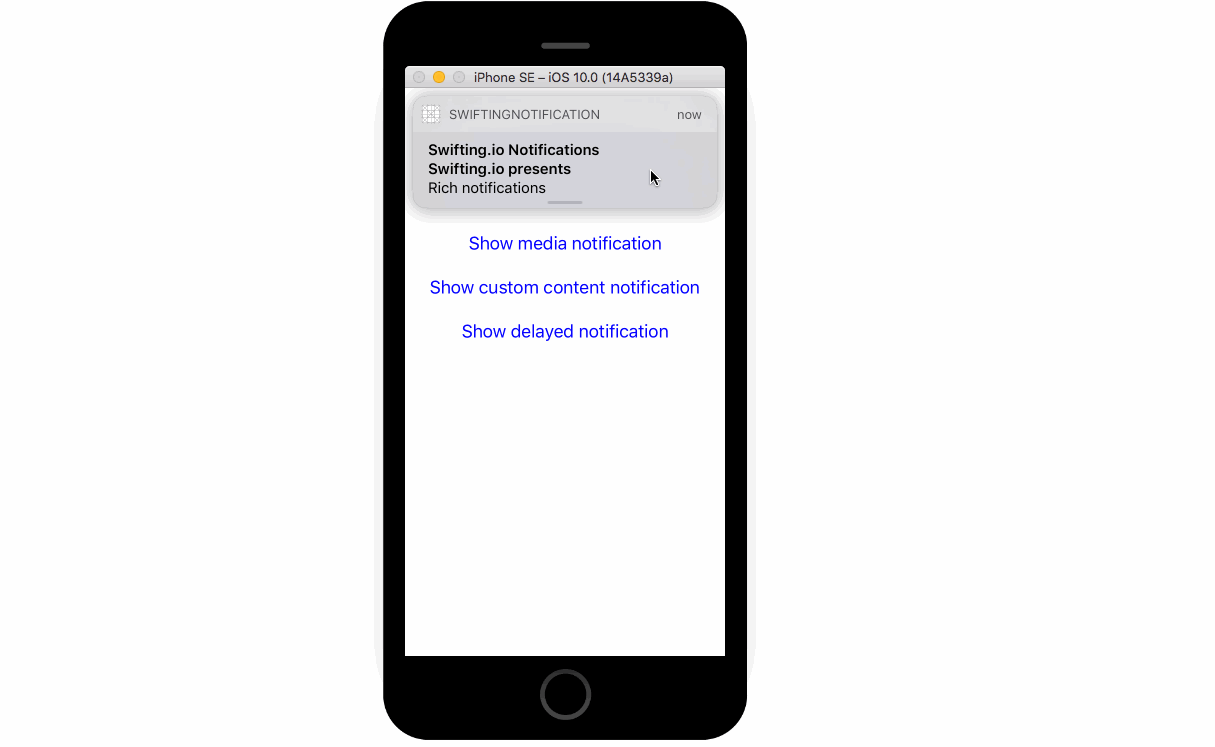 iPhone SE – iOS 10.0 (14A5339a)
SWIFTINGNOTIFICATION now
Swifting.io Notifications
Swifting.io presents
Rich notifications
Show media notification
Show custom content notification
Show delayed notification